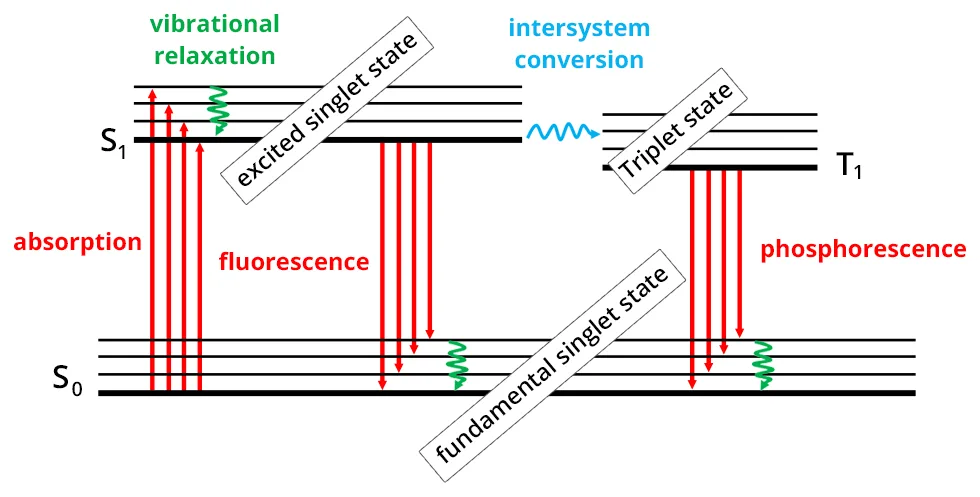 vibrational
relaxation
excited singlet state
intersystem
conversion
Triplet state
S1
T1
absorption
fluorescence
phosphorescence
fundamental singlet state
S0